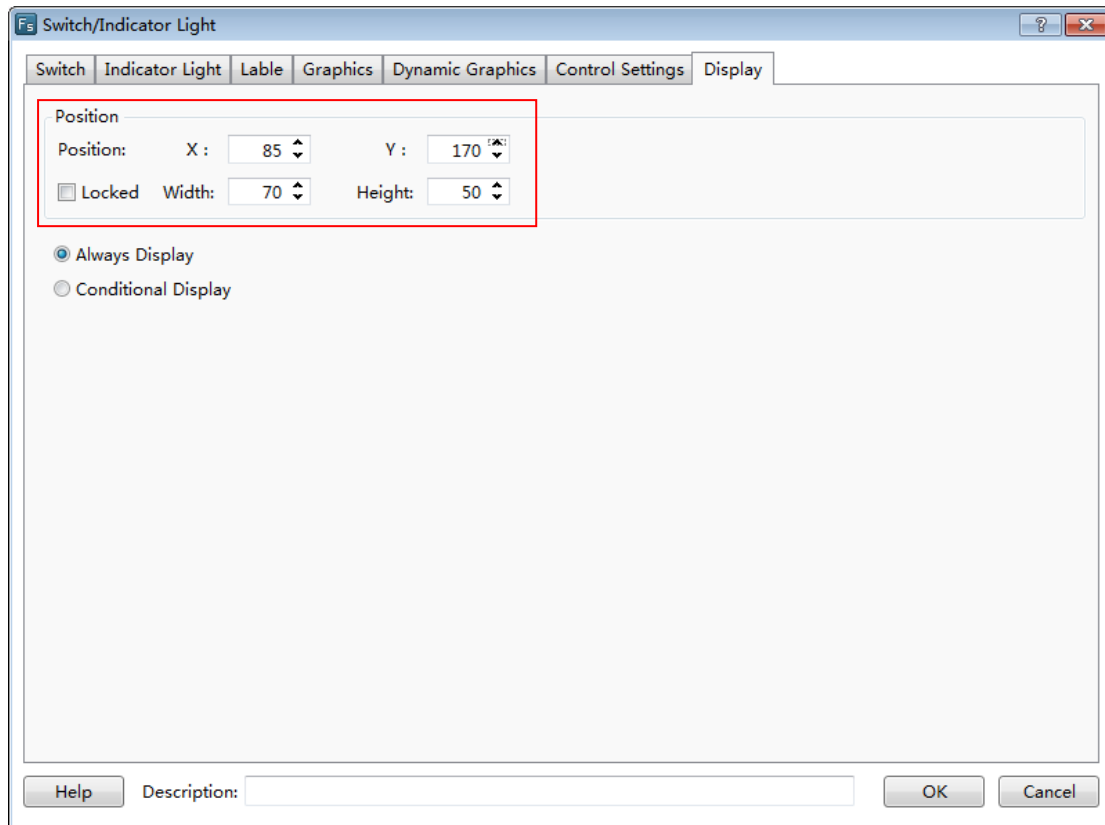 Fs Switch/Indicator Light ?
Switch Indicator Light Lable Graphics Dynamic Graphics Control Settings Display
Position
Position: X : 85 Y : 170
Locked Width: 70 Height: 50
Always Display
Conditional Display
Help Description: OK Cancel